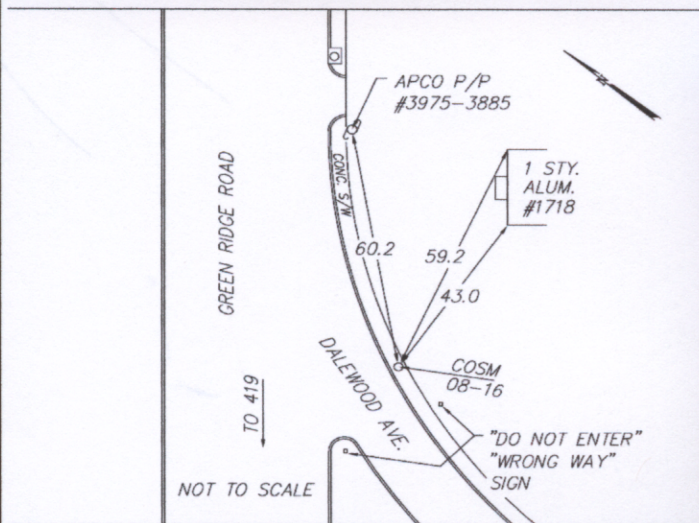 APCO P/P
#3975-3885
1 STY.
ALUM.
#1718
GREEN RIDGE ROAD
CONC. S/W
60.2
59.2
43.0
DALEWOOD AVE.
COSM
08-16
TO 419
"DO NOT ENTER"
"WRONG WAY"
SIGN
NOT TO SCALE
N